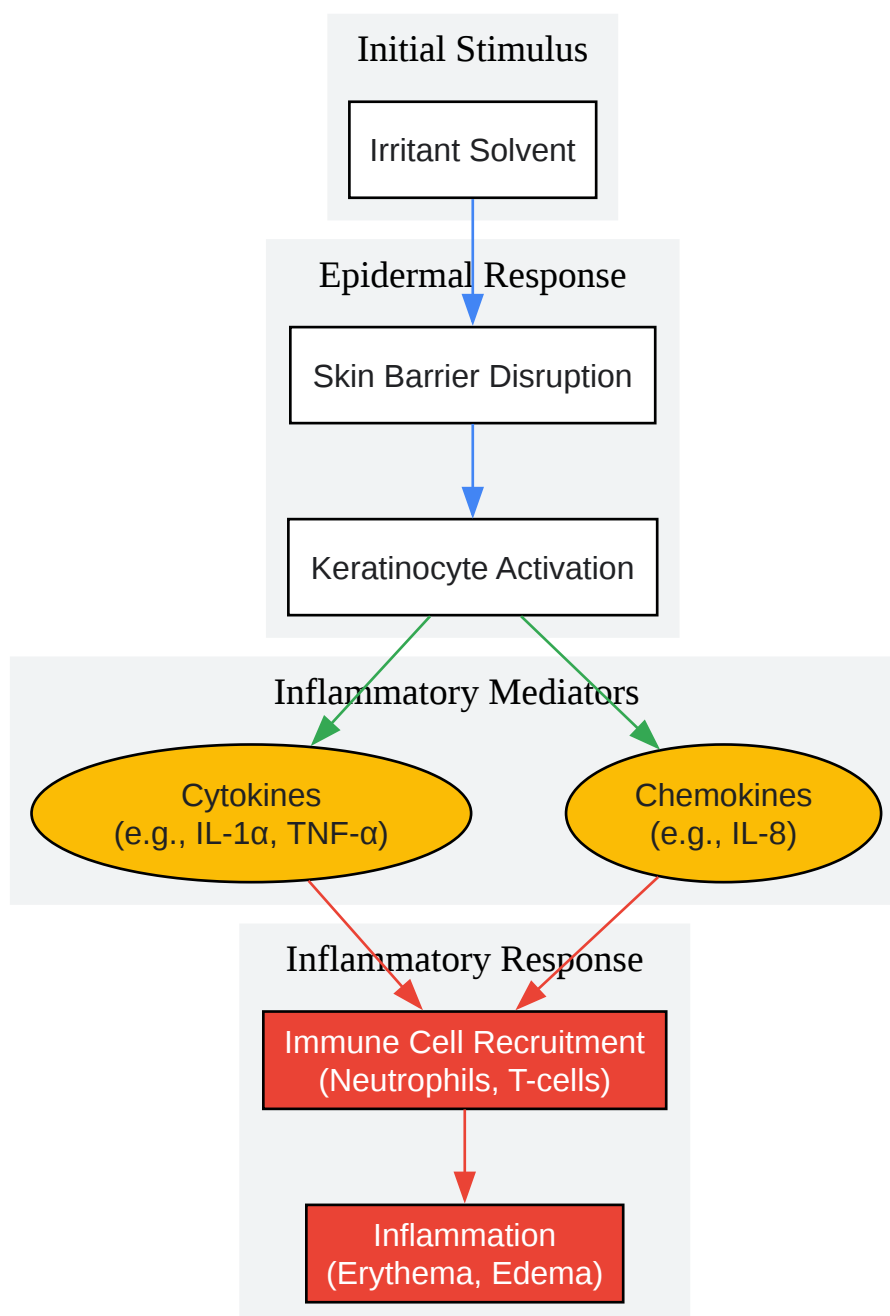 Initial Stimulus
Irritant Solvent
Epidermal Response
Skin Barrier Disruption
Keratinocyte Activation
Inflammatory Mediators
Cytokines
(e.g., IL-1α, TNF-α)
Chemokines
(e.g., IL-8)
Inflammatory Response
Immune Cell Recruitment
(Neutrophils, T-cells)
Inflammation
(Erythema, Edema)